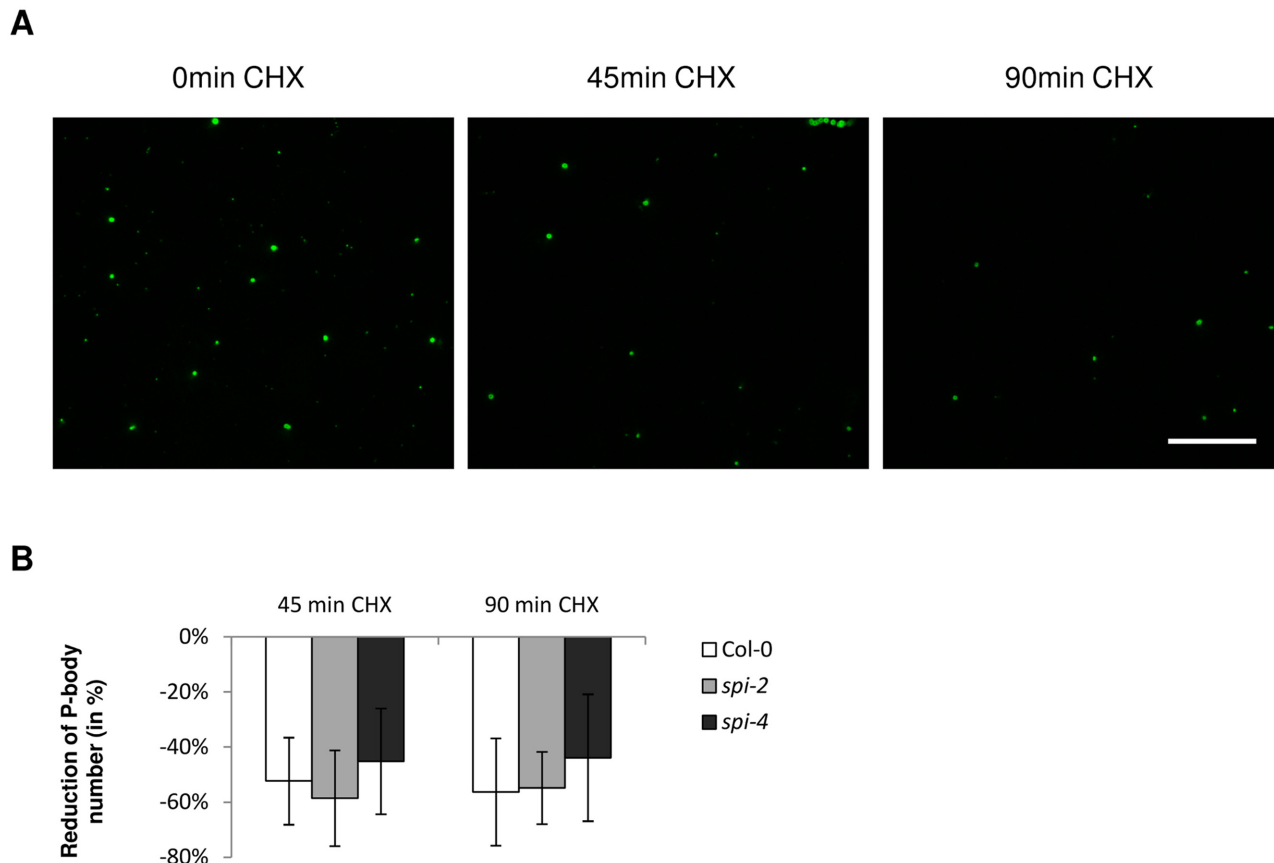 A
0min CHX
45min CHX
90min CHX
B
Reduction of P-body
number (in %)
45 min CHX
90 min CHX
0%
-20%
-40%
-60%
-80%
Col-0
spi-2
spi-4